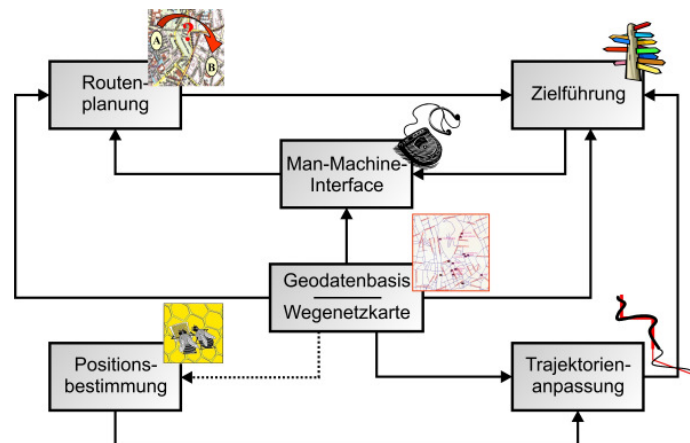 A
?
B
Routen-
planung
Zielführung
Man-Machine-
Interface
Geodatenbasis
Wegenetzkarte
Positions-
bestimmung
Trajektorien-
anpassung